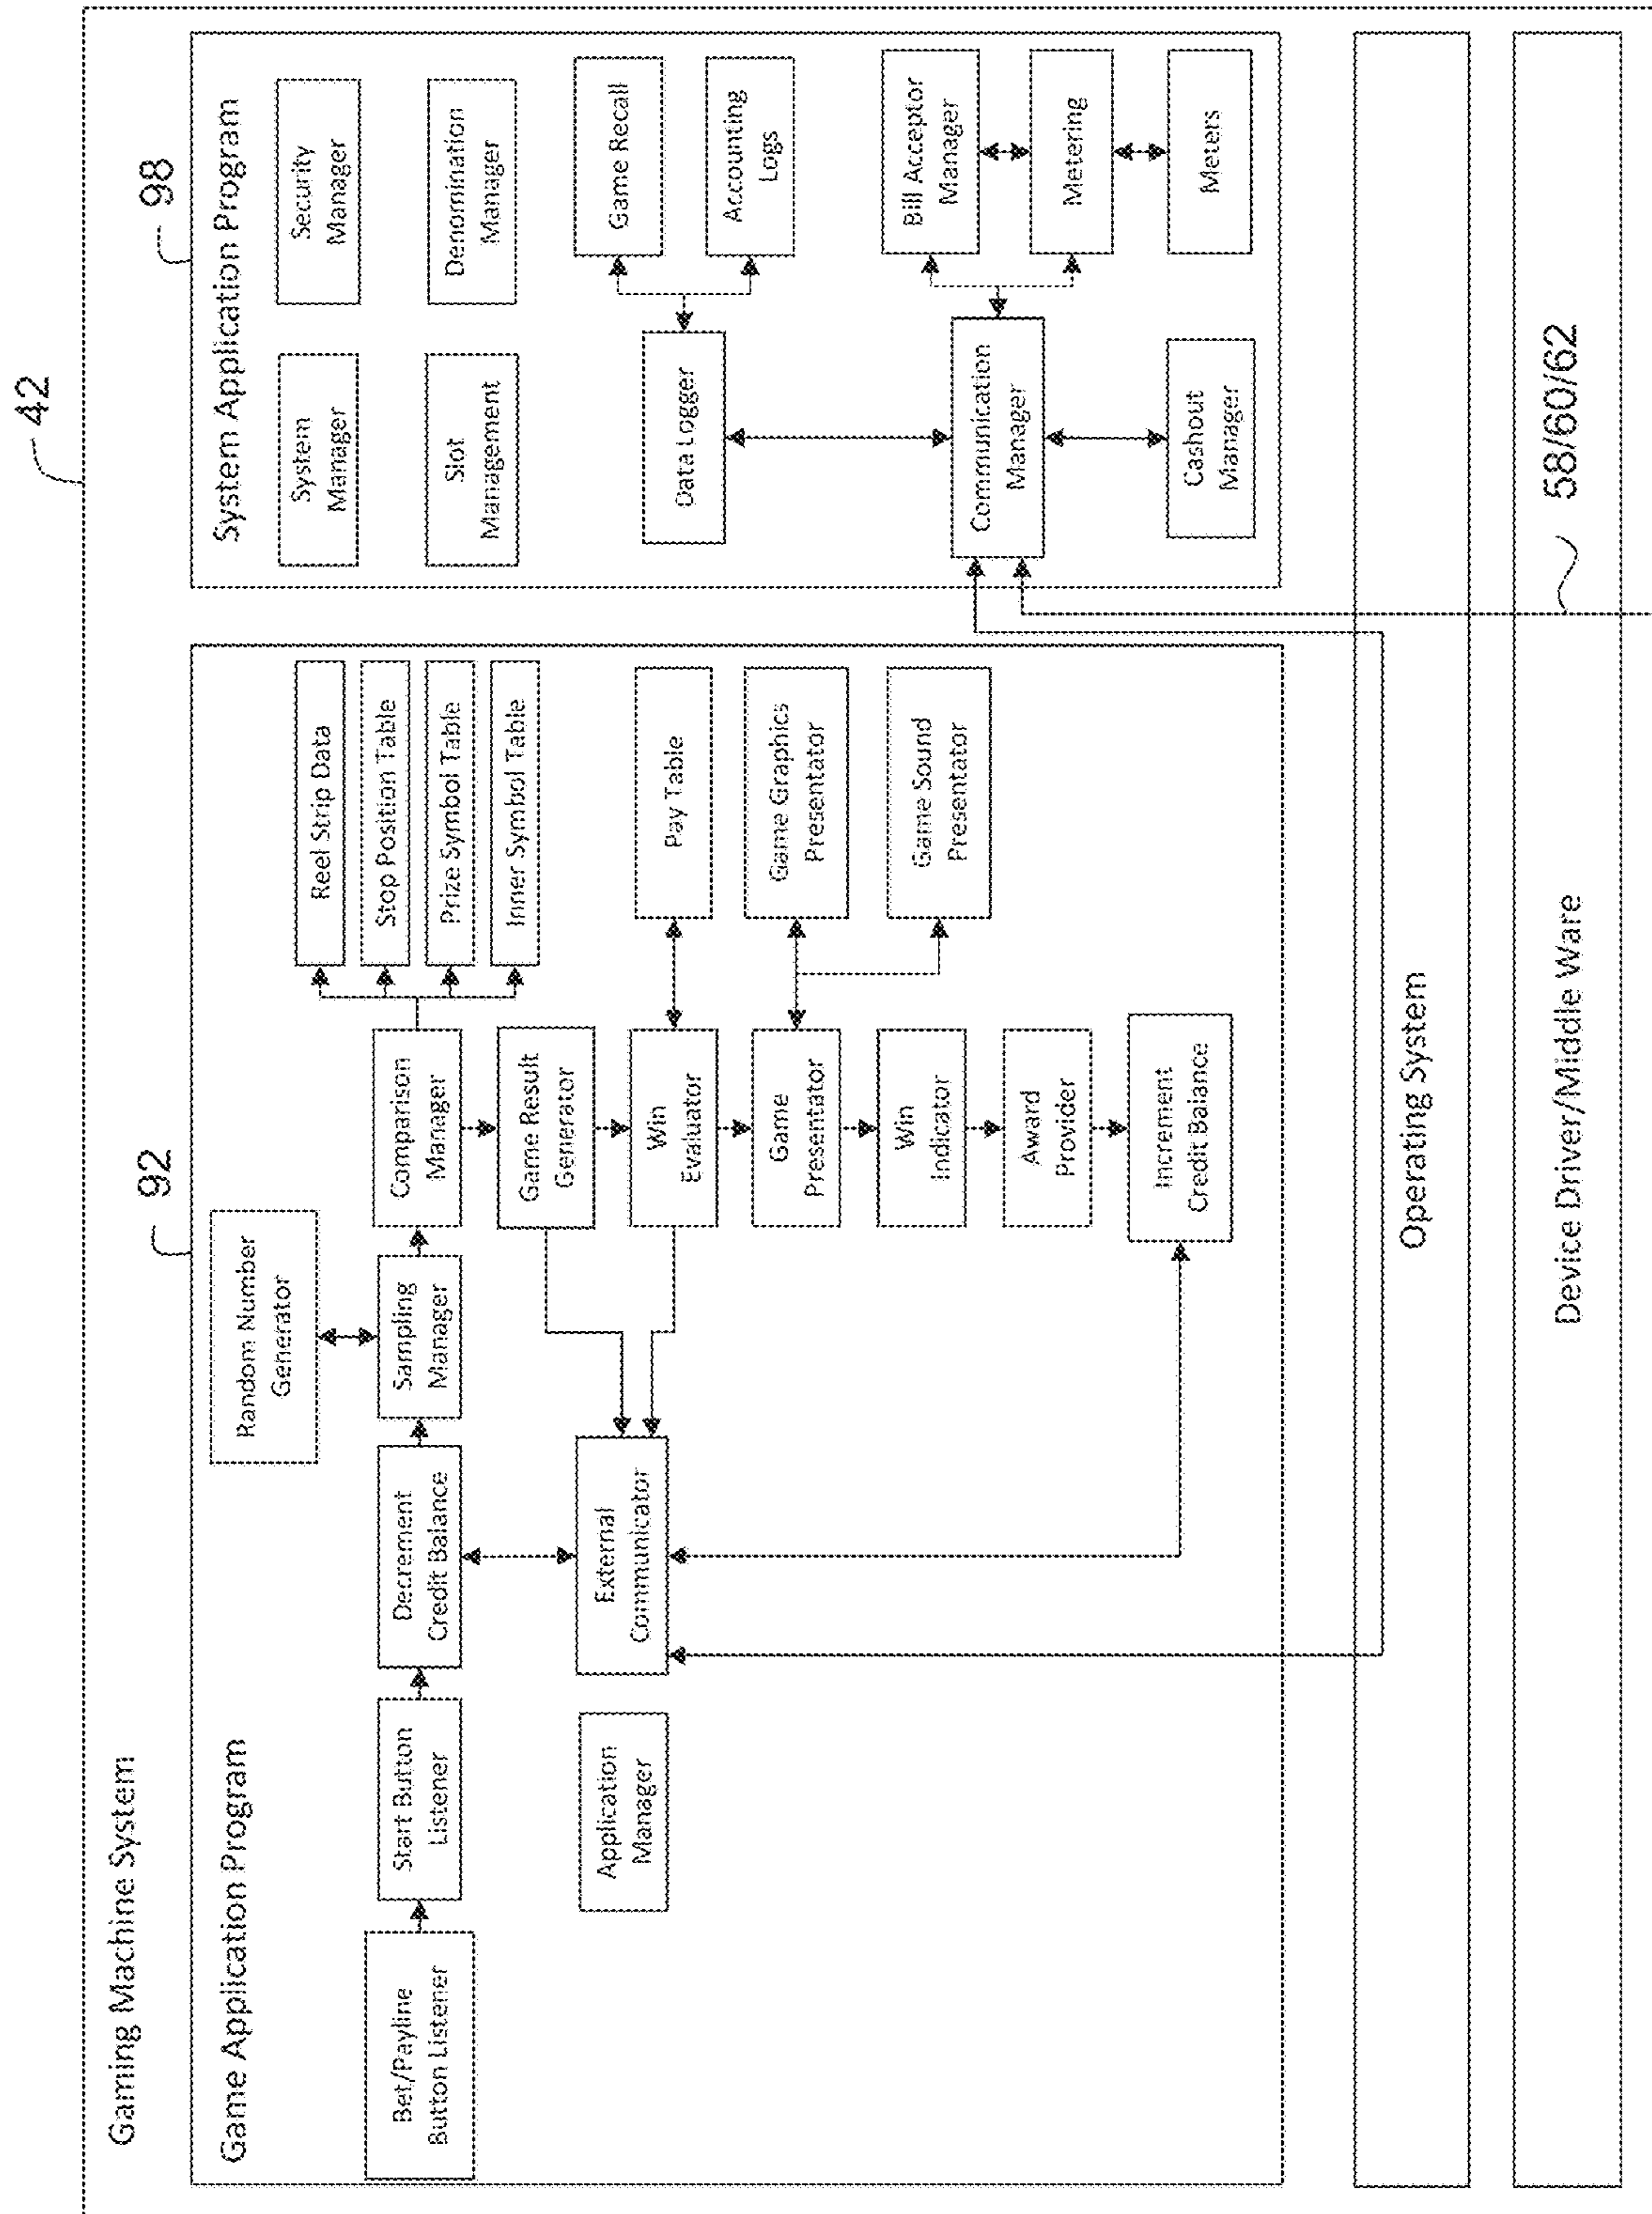 42
Gaming Machine System
92
98
Game Application Program
System Application Program
Random Number
Generator
Bet/Payline
Button Listener
Start Button
Listener
Decrement
Credit Balance
Sampling
Manager
Comparison
Manager
Reel Strip Data
Stop Position Table
Prize Symbol Table
Inner Symbol Table
Application
Manager
External
Communicator
Game Result
Generator
Win
Evaluator
Pay Table
Game
Presentator
Game Graphics
Presentator
Game Sound
Presentator
Win
Indicator
Award
Provider
Increment
Credit Balance
System
Manager
Security
Manager
Slot
Management
Denomination
Manager
Data Logger
Game Recall
Accounting
Logs
Communication
Manager
Bill Acceptor
Manager
Metering
Cashout
Manager
Meters
Operating System
Device Driver/Middle Ware
58/60/62